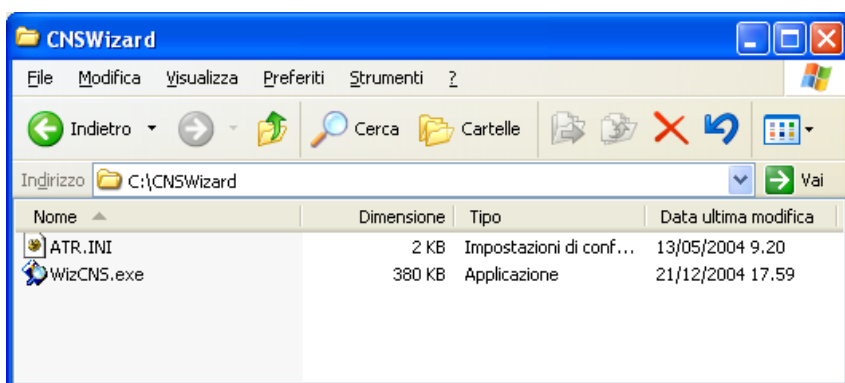 CNSWizard
File Modifica Visualizza Preferiti Strumenti ?
Indietro Cerca Cartelle
Indirizzo C:\CNSWizard Vai
Nome Dimensione Tipo Data ultima modifica
ATR.INI 2 KB Impostazioni di conf... 13/05/2004 9.20
WizCNS.exe 380 KB Applicazione 21/12/2004 17.59